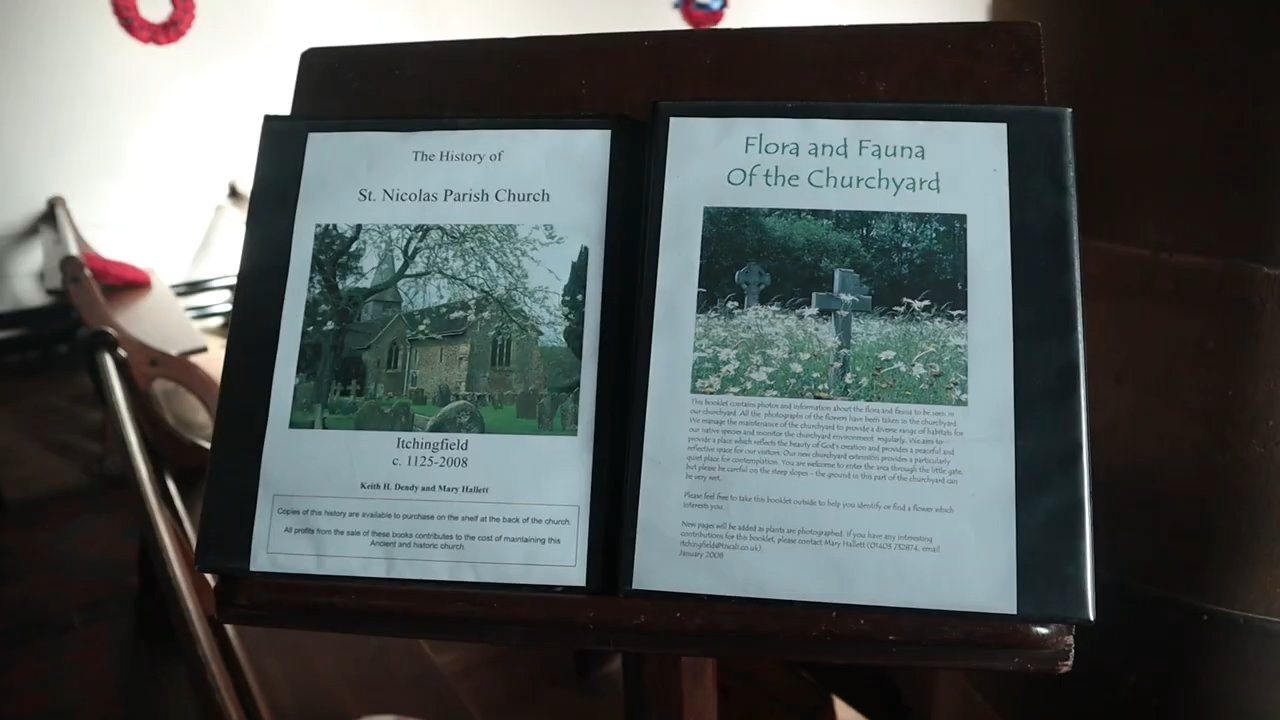 The History of
St. Nicolas Parish Church
Itchingfield
c. 1125-2008
Keith H. Dendy and Mary Hallett
Copies of this history are available to purchase on the shelf at the back of the church.
All profits from the sale of these books contributes to the cost of maintaining this
Ancient and historic church.
Flora and Fauna
Of the Churchyard
This booklet contains photos and information about the flora and fauna to be seen in
our churchyard. All the photographs of the flowers have been taken in the churchyard.
We manage the maintenance of the churchyard to provide a diverse range of habitats for
our native species and monitor the churchyard environment regularly. We aim to
provide a place which reflects the beauty of God's creation and provides a peaceful and
reflective space for our visitors. Our new churchyard extension provides a particularly
quiet place for contemplation. You are welcome to enter the area through the little gate,
but please be careful on the steep slopes - the ground in this part of the churchyard can
be very wet.
Please feel free to take this booklet outside to help you identify or find a flower which
interests you.
New pages will be added as plants are photographed. If you have any interesting
contributions for this booklet, please contact Mary Hallett (01403 782874, email
January 2008